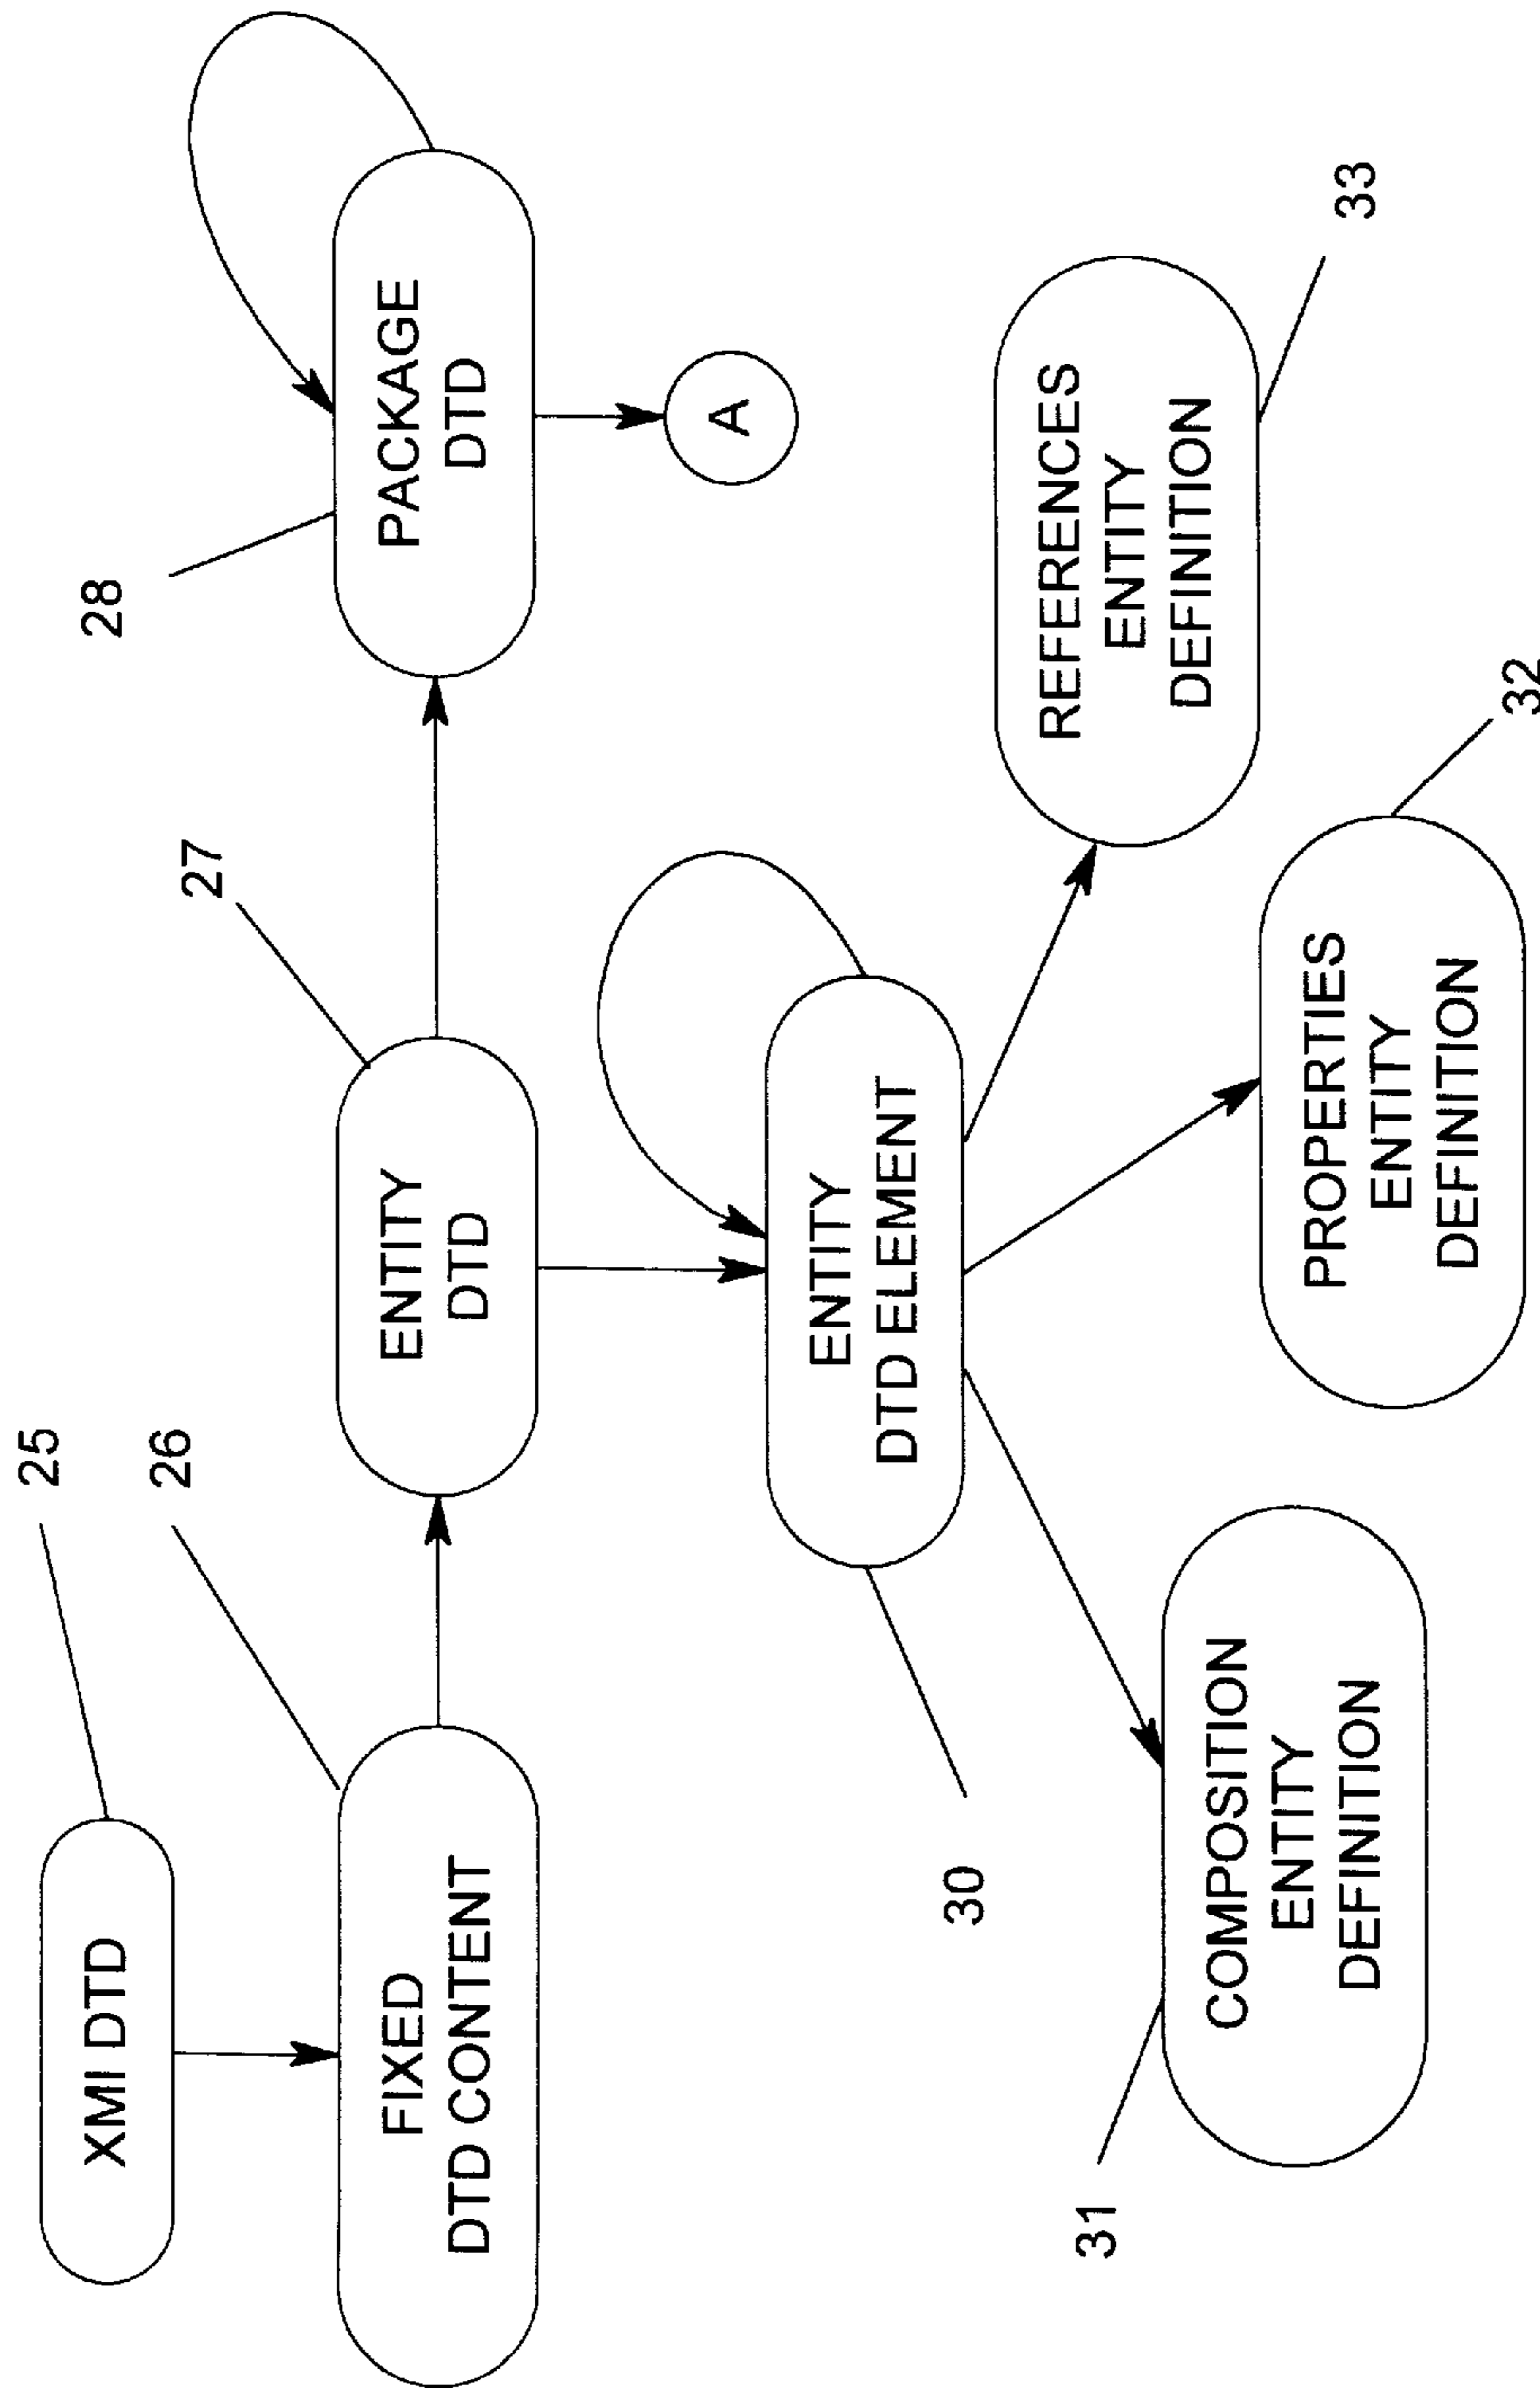 25
XMI DTD
26
FIXED
DTD CONTENT
27
ENTITY
DTD
28
PACKAGE
DTD
A
30
ENTITY
DTD ELEMENT
31
COMPOSITION
ENTITY
DEFINITION
PROPERTIES
ENTITY
DEFINITION
32
REFERENCES
ENTITY
DEFINITION
33